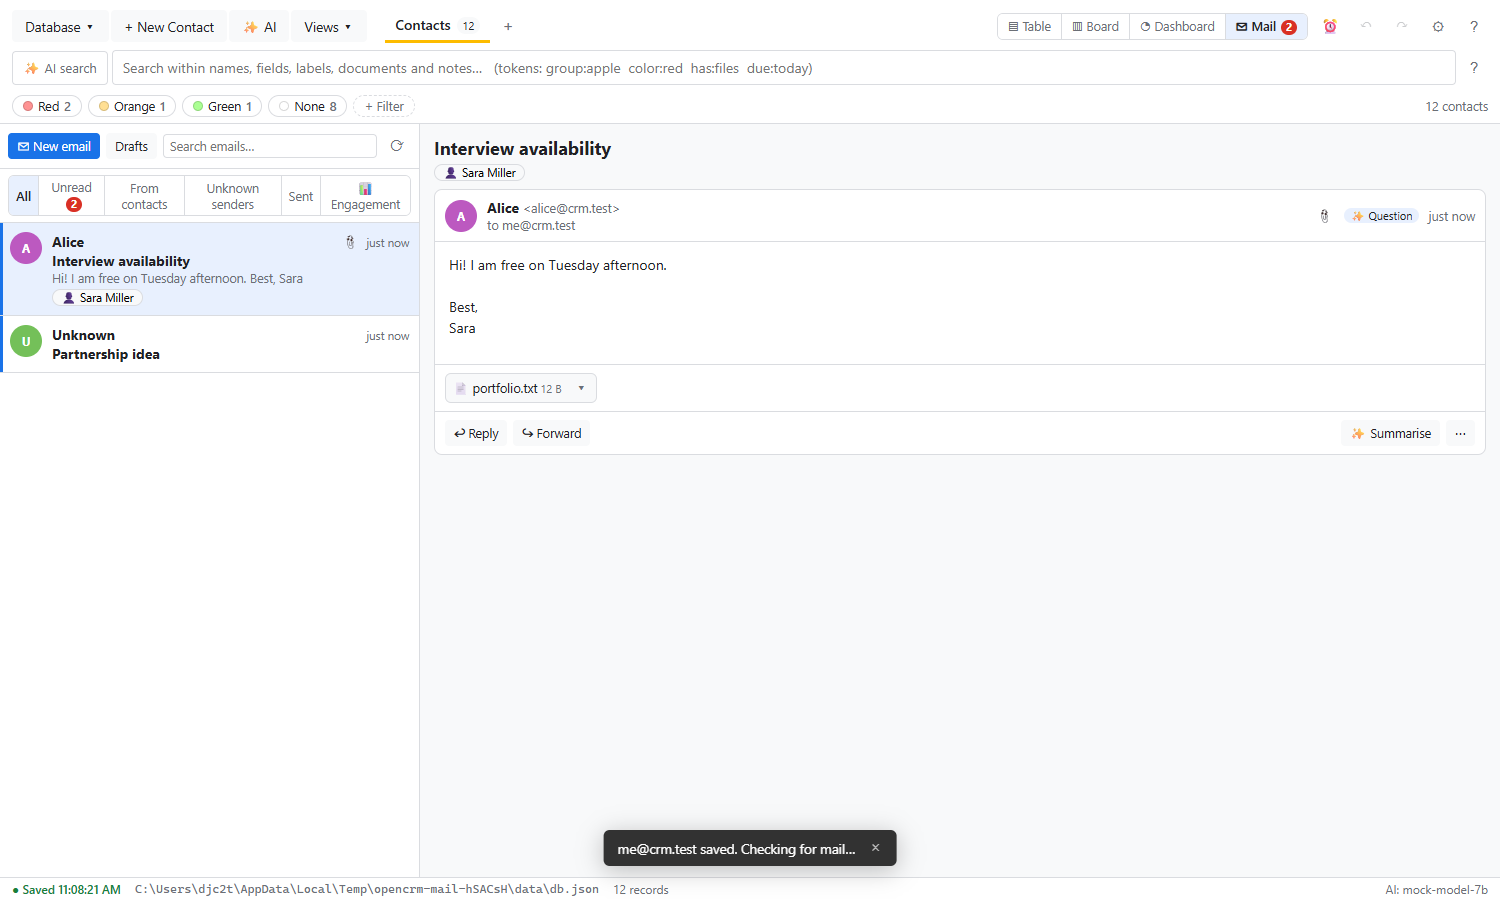 Database ▾ + New Contact ✨ AI Views ▾ Contacts 12 + Table Board Dashboard Mail 2 ?
✨ AI search Search within names, fields, labels, documents and notes... (tokens: group:apple color:red has:files due:today) ?
Red 2 Orange 1 Green 1 None 8 + Filter 12 contacts
New email Drafts Search emails...
All Unread 2 From contacts Unknown senders Sent Engagement
A Alice just now
Interview availability
Hi! I am free on Tuesday afternoon. Best, Sara
Sara Miller
U Unknown just now
Partnership idea
Interview availability
Sara Miller
A Alice <alice@crm.test> ✨ Question just now
to me@crm.test
Hi! I am free on Tuesday afternoon.
Best,
Sara
portfolio.txt 12 B ▾
↩ Reply ↪ Forward ✨ Summarise ...
me@crm.test saved. Checking for mail... ×
● Saved 11:08:21 AM C:\Users\djc2t\AppData\Local\Temp\opencrm-mail-hSACsH\data\db.json 12 records AI: mock-model-7b